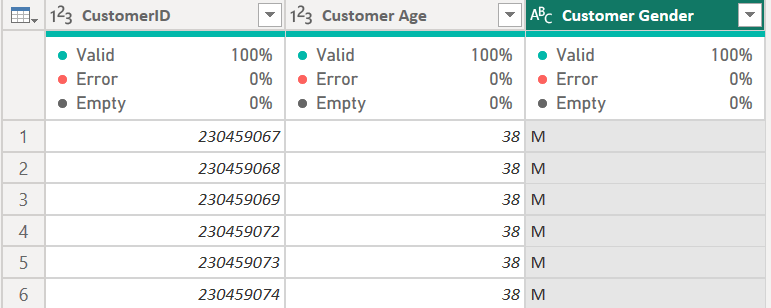 123 CustomerID 123 Customer Age ABC Customer Gender
Valid 100% Valid 100% Valid 100%
Error 0% Error 0% Error 0%
Empty 0% Empty 0% Empty 0%
1 230459067 38 M
2 230459068 38 M
3 230459069 38 M
4 230459072 38 M
5 230459073 38 M
6 230459074 38 M